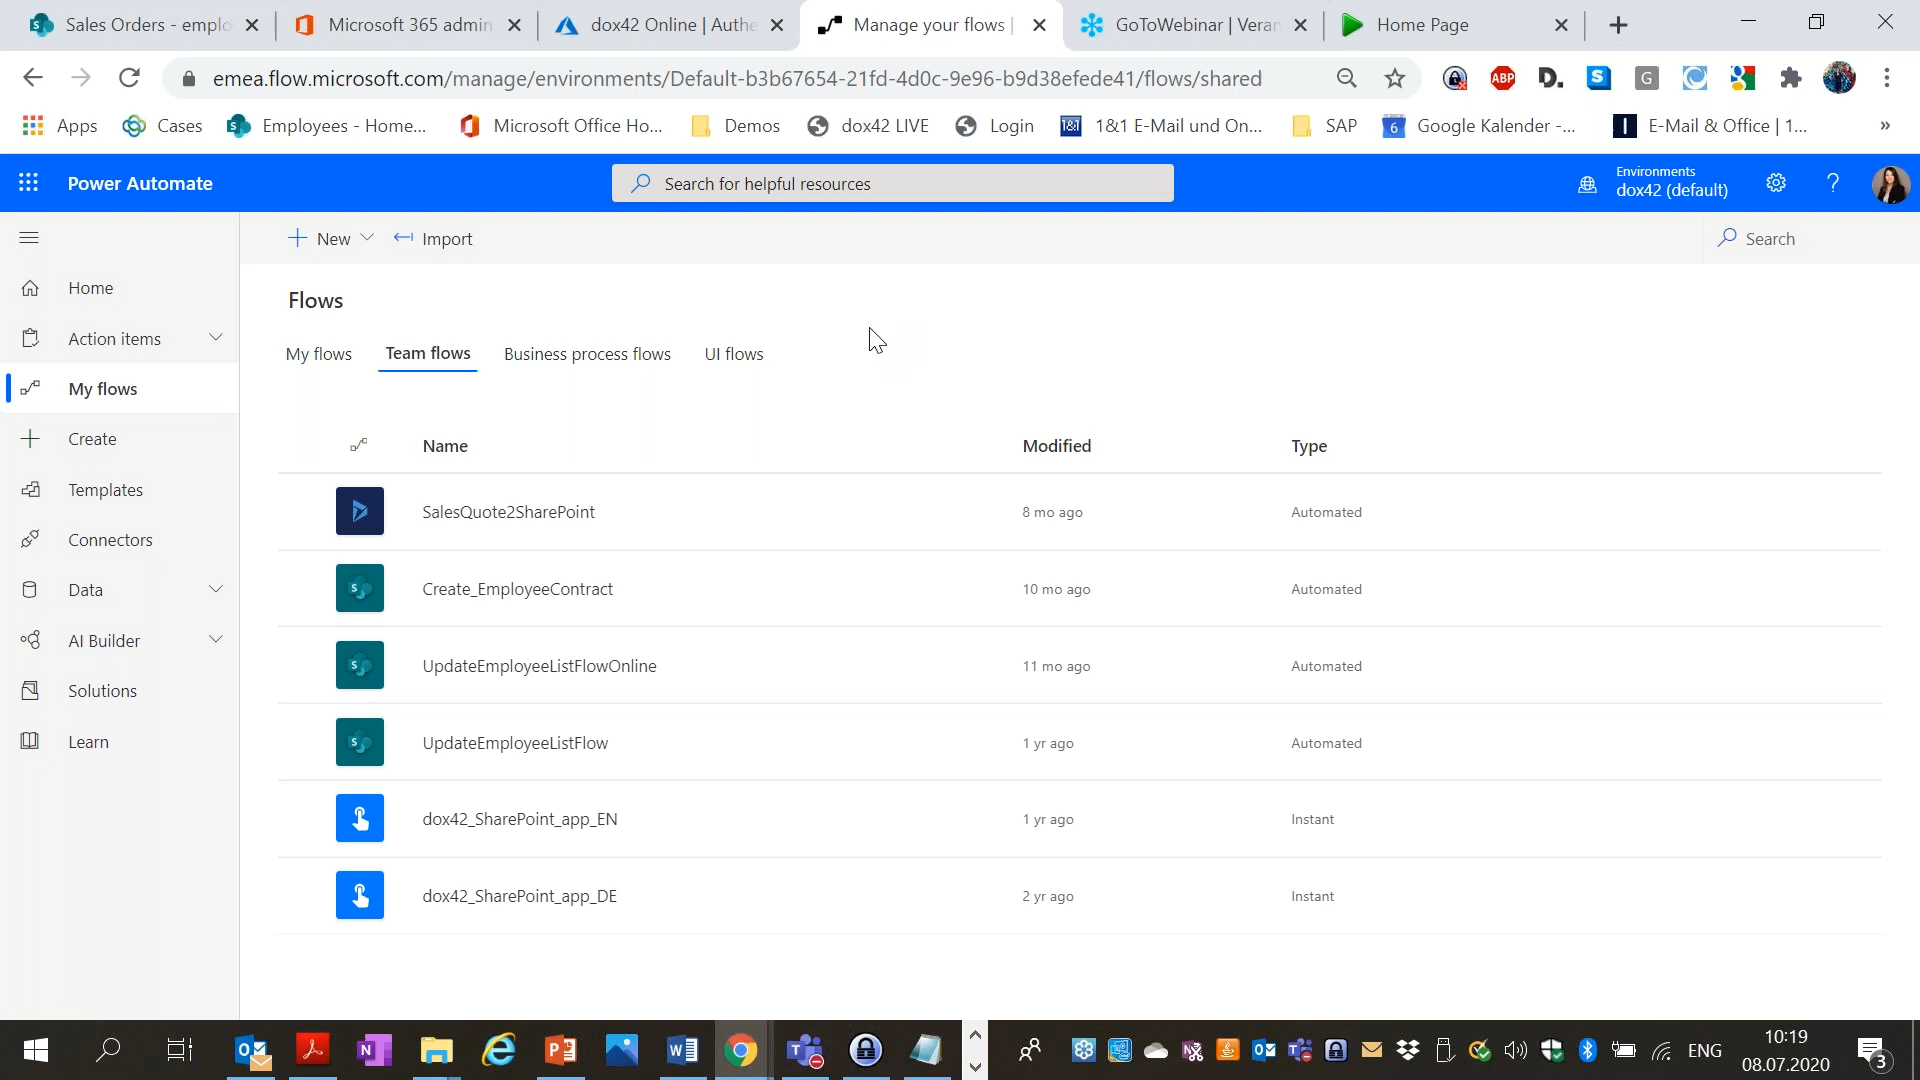 Sales Orders - emplo
Microsoft 365 admin
dox42 Online | Authe
Manage your flows |
GoToWebinar | Veran
Home Page
emea.flow.microsoft.com/manage/environments/Default-b3b67654-21fd-4d0c-9e96-b9d38efede41/flows/shared
ABP
D.
S
G
Apps
Cases
Employees - Home...
Microsoft Office Ho...
Demos
dox42 LIVE
Login
1&1 E-Mail und On...
SAP
6
Google Kalender -...
E-Mail & Office | 1...
»
Power Automate
Search for helpful resources
Environments
dox42 (default)
?
New
Import
Search
Home
Action items
My flows
Create
Templates
Connectors
Data
AI Builder
Solutions
Learn
Flows
My flows
Team flows
Business process flows
UI flows
Name
Modified
Type
SalesQuote2SharePoint
8 mo ago
Automated
Create_EmployeeContract
10 mo ago
Automated
UpdateEmployeeListFlowOnline
11 mo ago
Automated
UpdateEmployeeListFlow
1 yr ago
Automated
dox42_SharePoint_app_EN
1 yr ago
Instant
dox42_SharePoint_app_DE
2 yr ago
Instant
ENG
10:19
08.07.2020
3